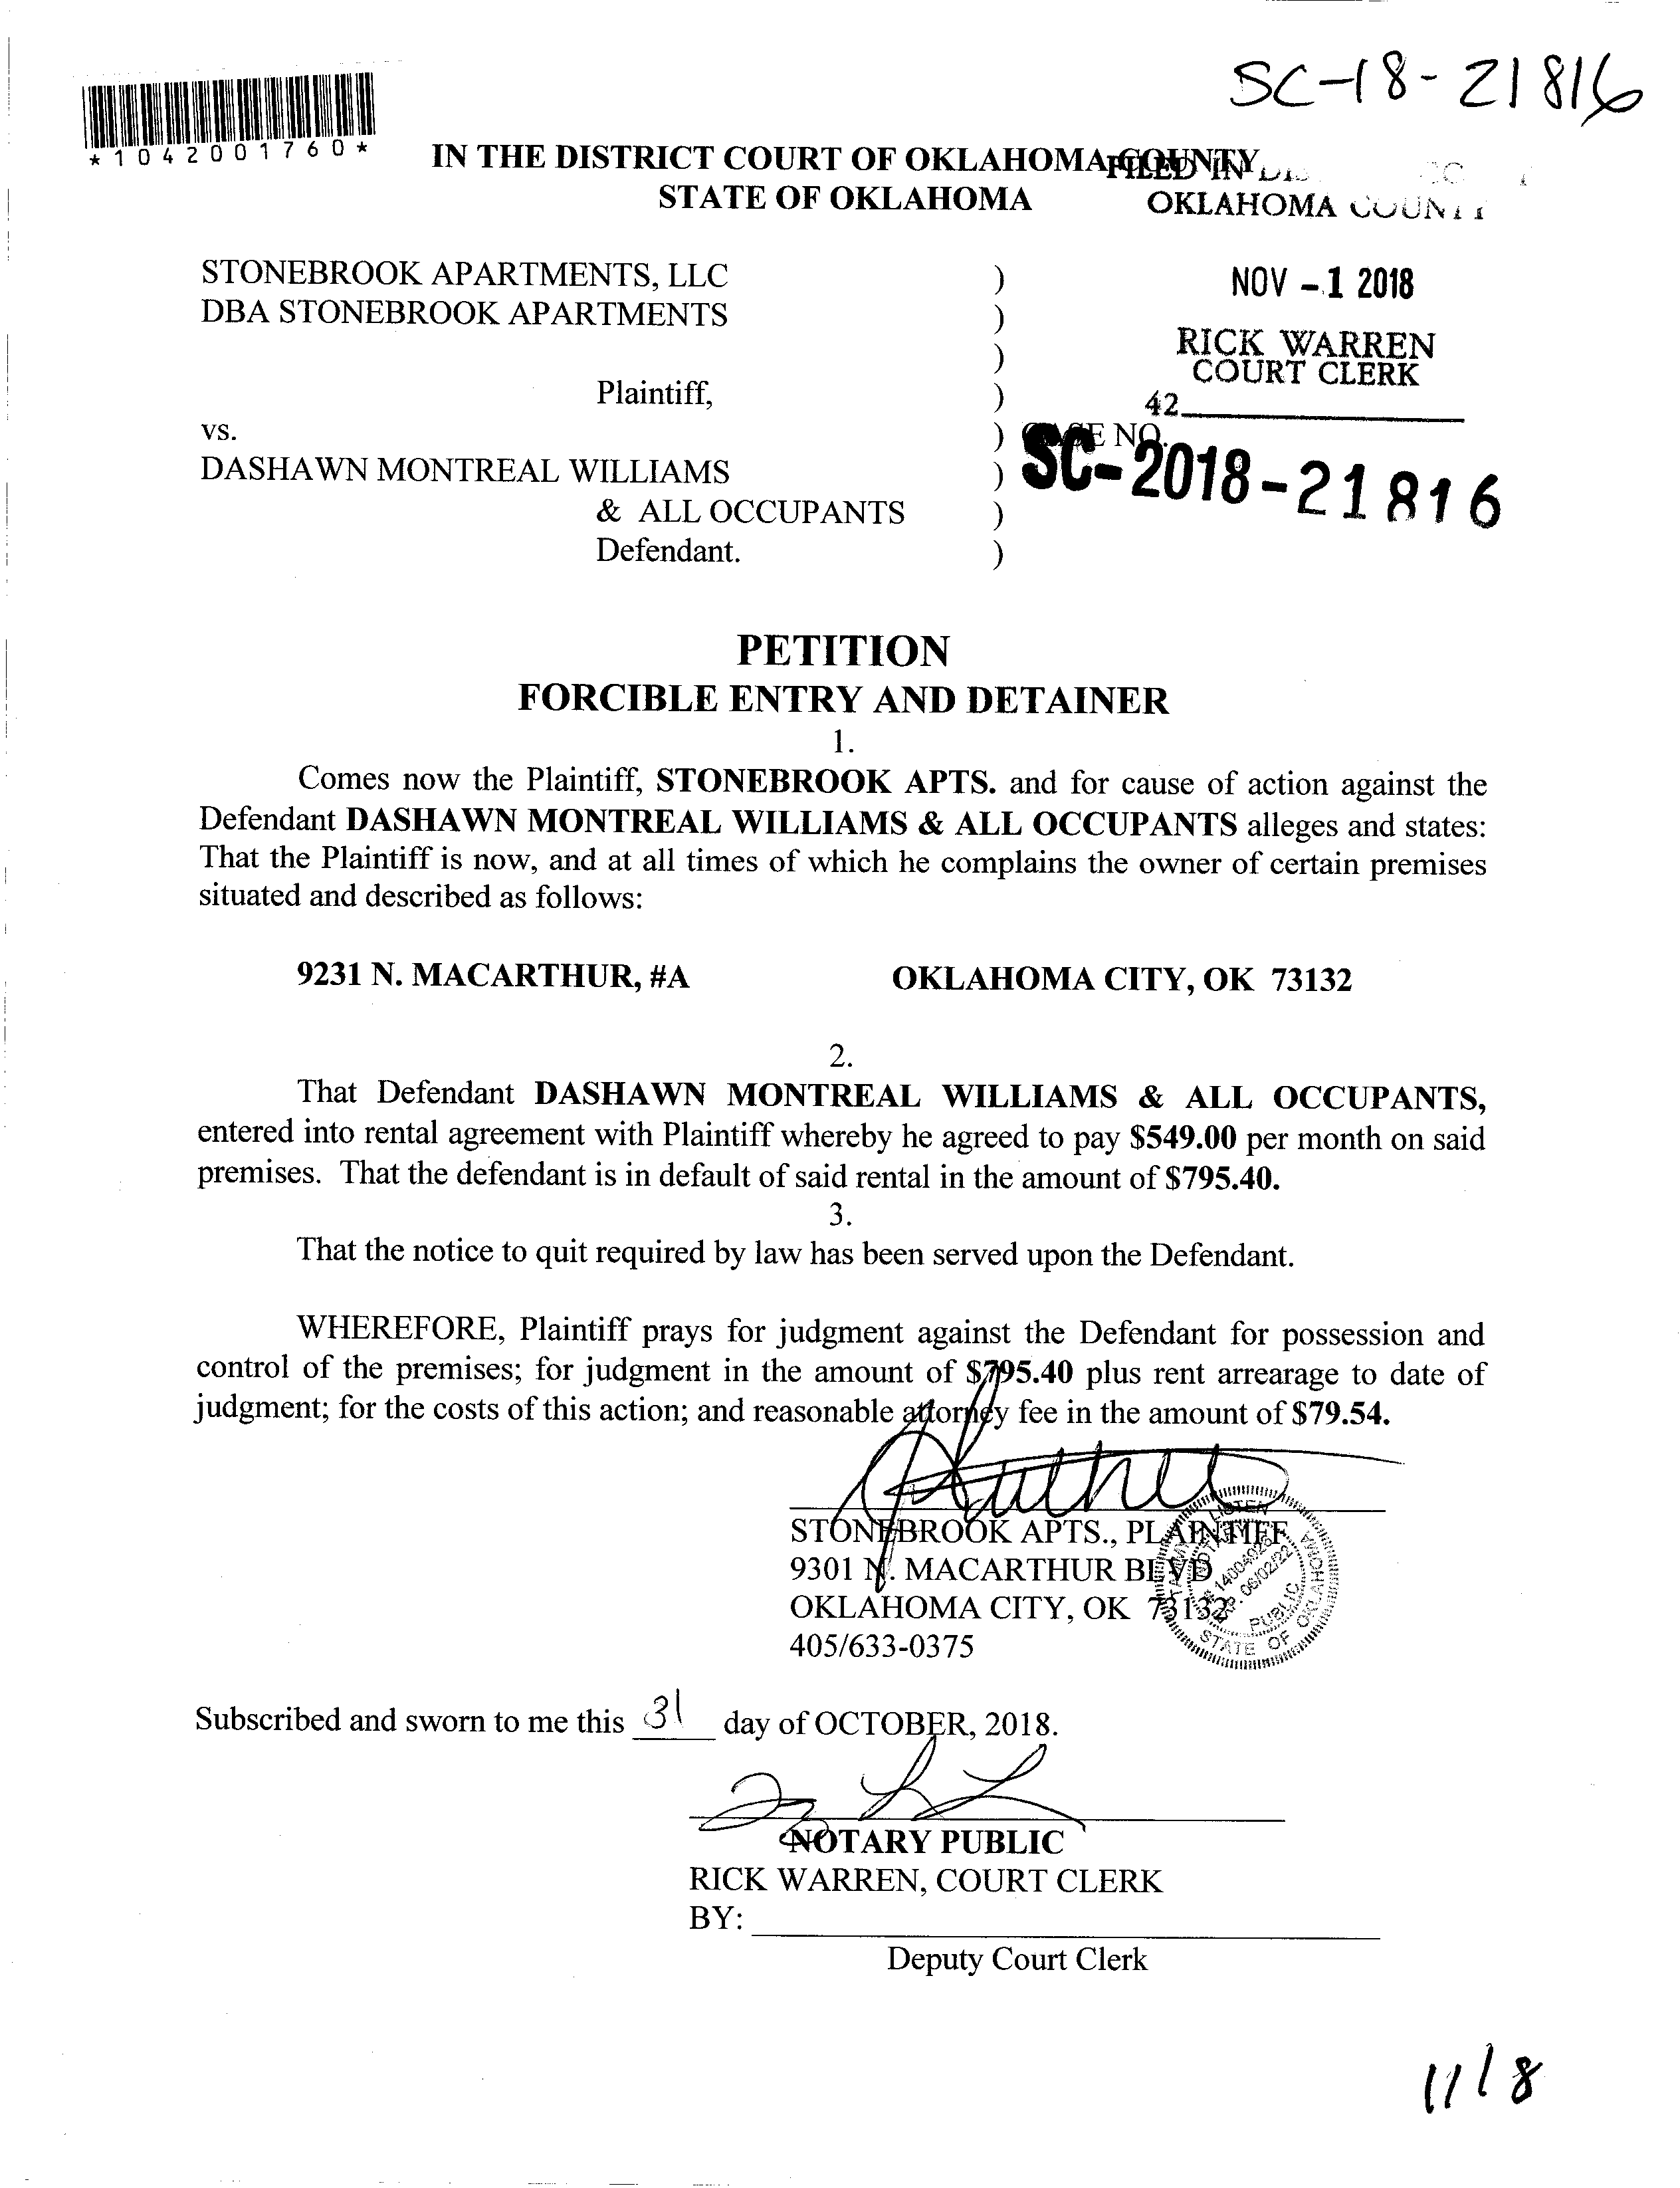 SC-18-21816
*1042001760*
IN THE DISTRICT COURT OF OKLAHOMA COUNTY
STATE OF OKLAHOMA
FILED IN
OKLAHOMA COUNTY
STONEBROOK APARTMENTS, LLC )
DBA STONEBROOK APARTMENTS )
)
Plaintiff, )
vs. )
DASHAWN MONTREAL WILLIAMS )
& ALL OCCUPANTS )
Defendant. )
NOV -1 2018
RICK WARREN
COURT CLERK
42
CASE NO.
SC-2018-21816
PETITION
FORCIBLE ENTRY AND DETAINER
1.
Comes now the Plaintiff, STONEBROOK APTS. and for cause of action against the
Defendant DASHAWN MONTREAL WILLIAMS & ALL OCCUPANTS alleges and states:
That the Plaintiff is now, and at all times of which he complains the owner of certain premises
situated and described as follows:
9231 N. MACARTHUR, #A OKLAHOMA CITY, OK 73132
2.
That Defendant DASHAWN MONTREAL WILLIAMS & ALL OCCUPANTS,
entered into rental agreement with Plaintiff whereby he agreed to pay $549.00 per month on said
premises. That the defendant is in default of said rental in the amount of $795.40.
3.
That the notice to quit required by law has been served upon the Defendant.
WHEREFORE, Plaintiff prays for judgment against the Defendant for possession and
control of the premises; for judgment in the amount of $795.40 plus rent arrearage to date of
judgment; for the costs of this action; and reasonable attorney fee in the amount of $79.54.
STONEBROOK APTS., PLAINTIFF
9301 N. MACARTHUR BLVD
OKLAHOMA CITY, OK 73132
405/633-0375
LISTEN
NOTARY
# 14004926
EXP. 06/02/22
PUBLIC
STATE OF OKLAHOMA
Subscribed and sworn to me this 31 day of OCTOBER, 2018.
NOTARY PUBLIC
RICK WARREN, COURT CLERK
BY:
Deputy Court Clerk
11/8